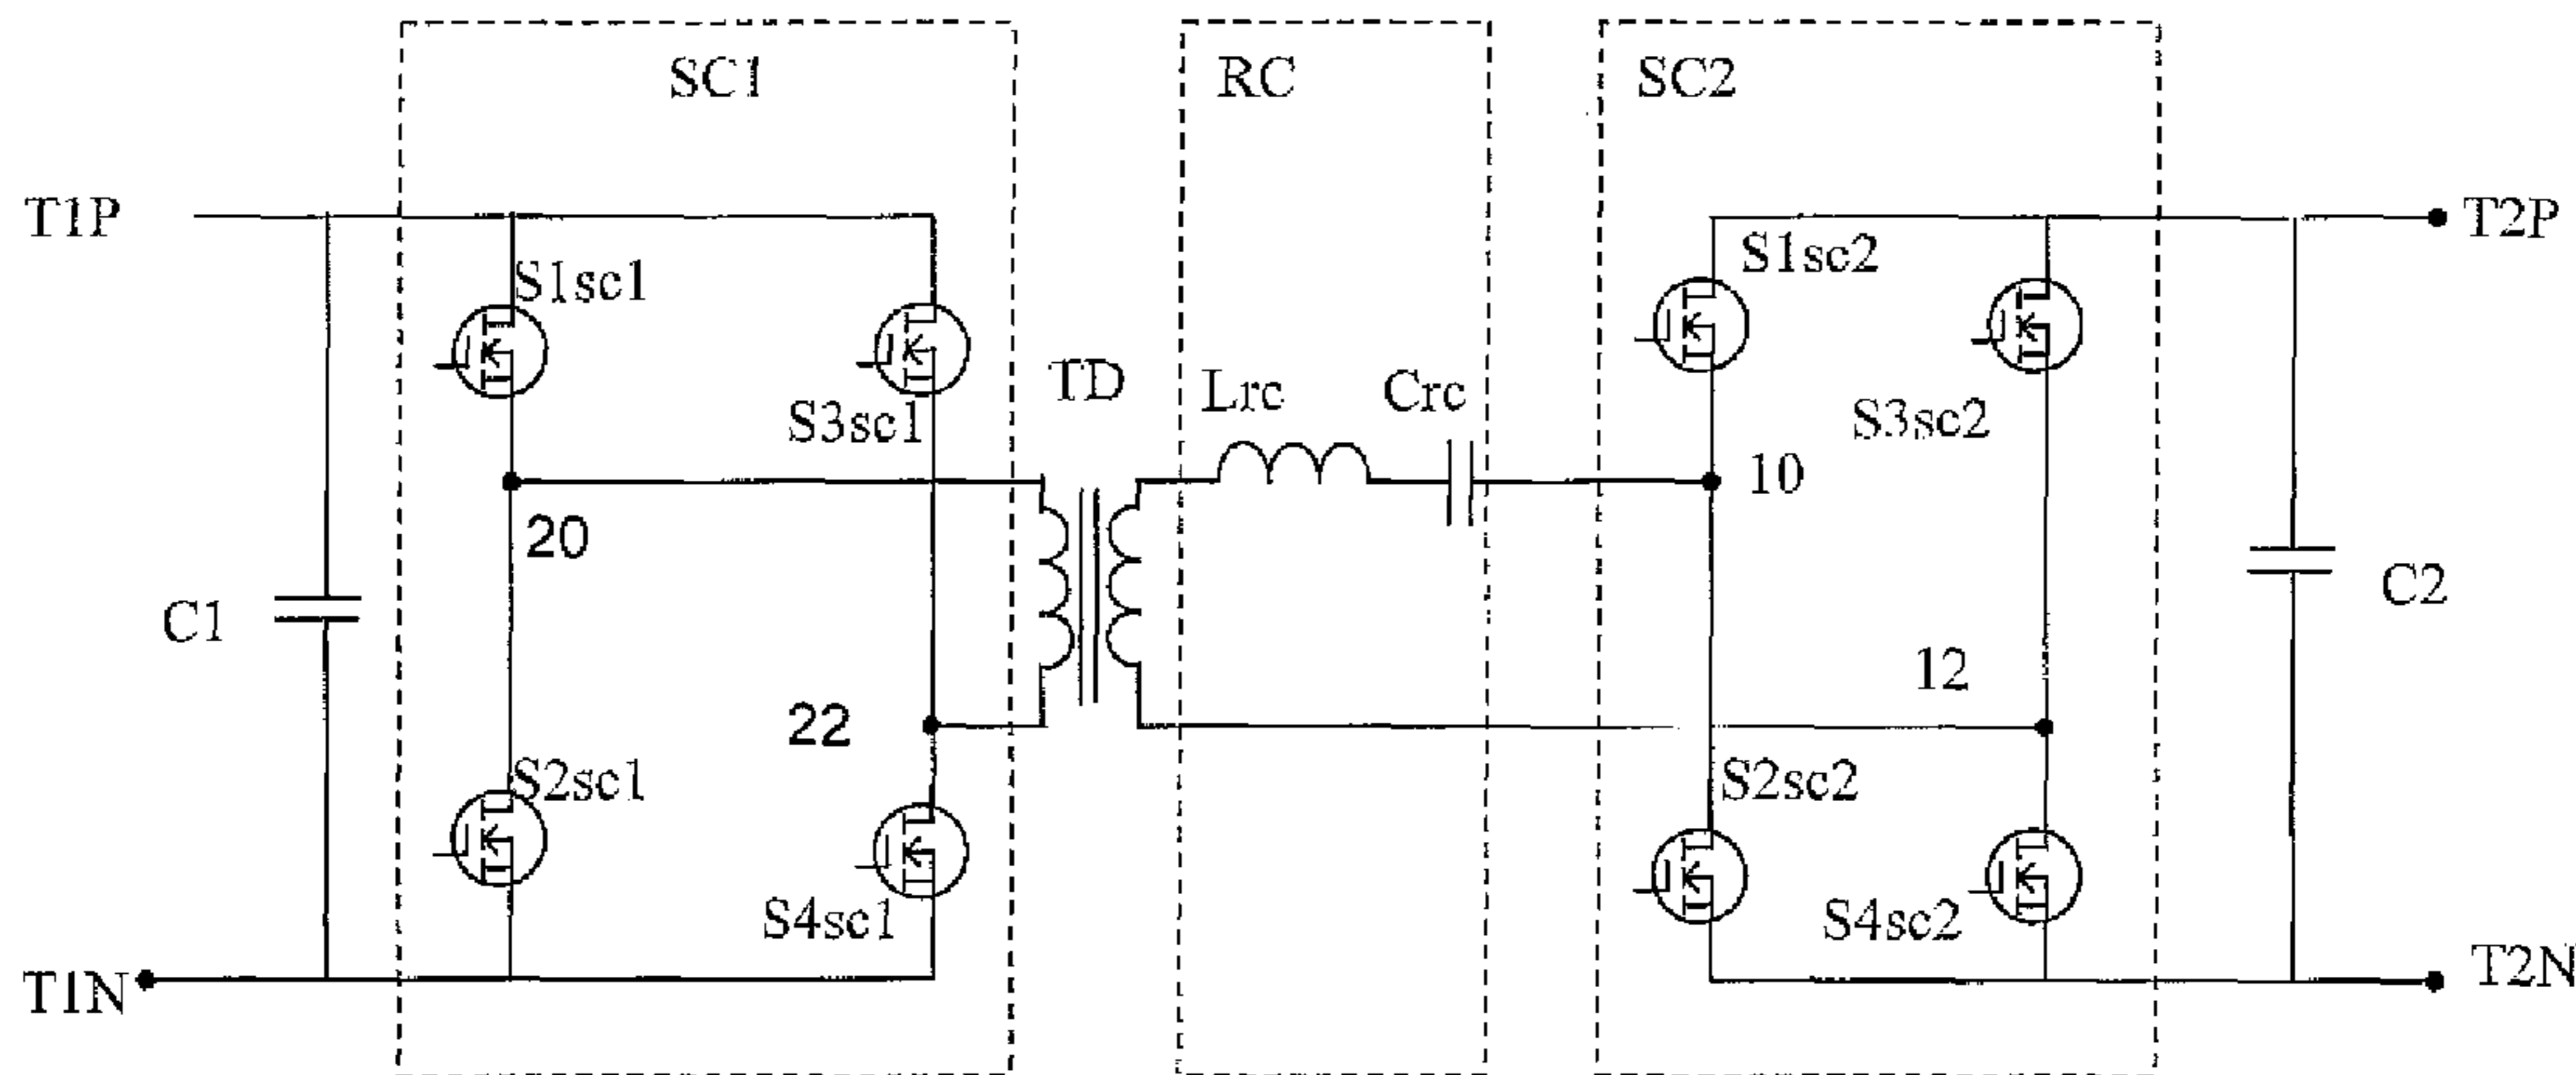 SC1
RC
SC2
T1P
T2P
S1sc1
S1sc2
TD
Lrc
Crc
S3sc1
S3sc2
10
20
C1
C2
12
22
S2sc1
S2sc2
S4sc1
S4sc2
T1N
T2N